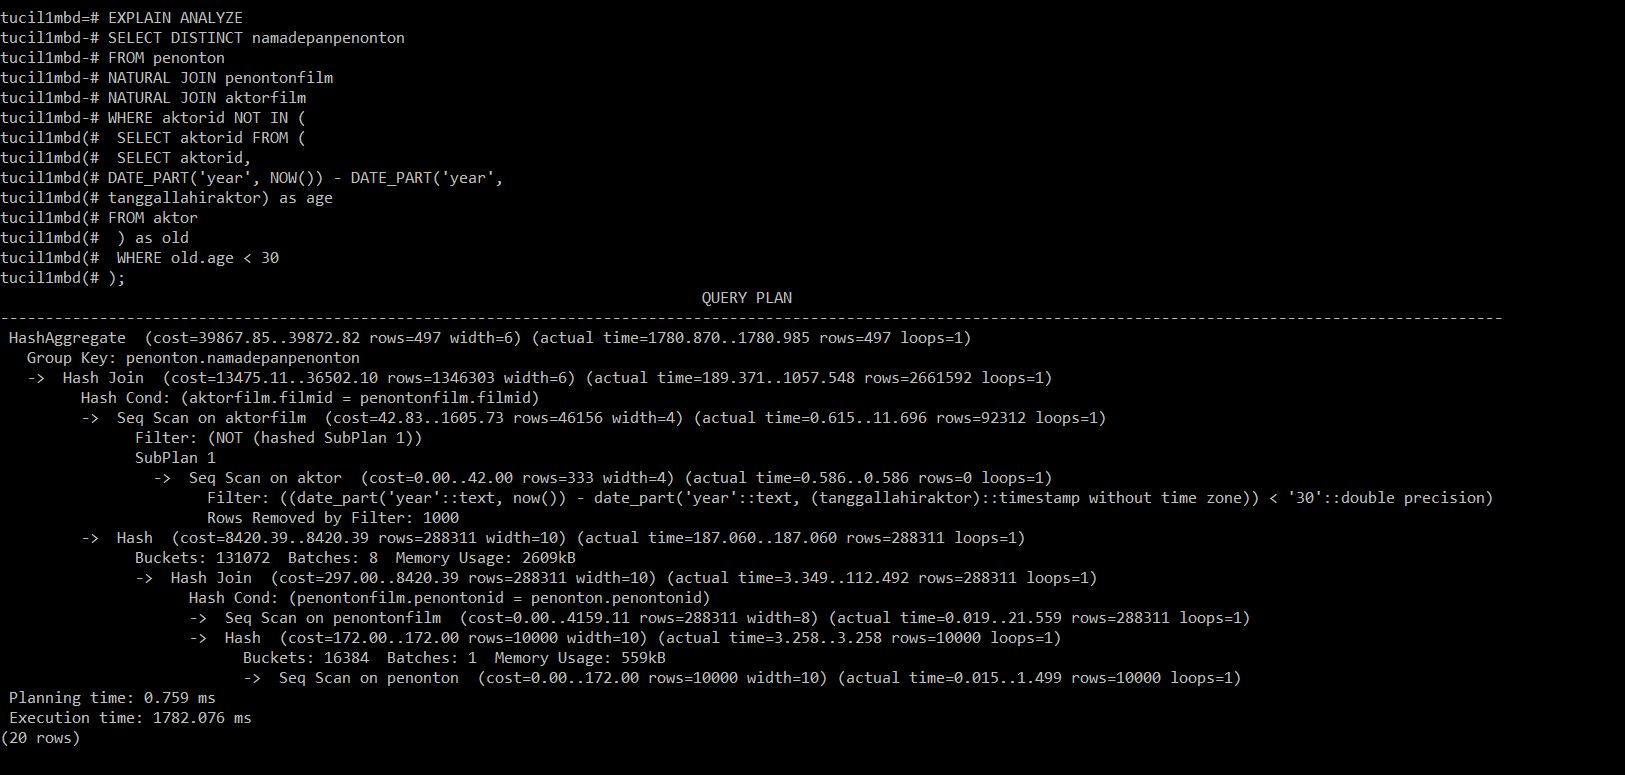 tucil1mbd=# EXPLAIN ANALYZE
tucil1mbd-# SELECT DISTINCT namadepanpenonton
tucil1mbd-# FROM penonton
tucil1mbd-# NATURAL JOIN penontonfilm
tucil1mbd-# NATURAL JOIN aktorfilm
tucil1mbd-# WHERE aktorid NOT IN (
tucil1mbd(#  SELECT aktorid FROM (
tucil1mbd(#  SELECT aktorid,
tucil1mbd(# DATE_PART('year', NOW()) - DATE_PART('year',
tucil1mbd(# tanggallahiraktor) as age
tucil1mbd(# FROM aktor
tucil1mbd(#  ) as old
tucil1mbd(#  WHERE old.age < 30
tucil1mbd(# );
QUERY PLAN
-----------------------------------------------------------------------------------------------------------------------------------------------------------------------
HashAggregate  (cost=39867.85..39872.82 rows=497 width=6) (actual time=1780.870..1780.985 rows=497 loops=1)
Group Key: penonton.namadepanpenonton
->  Hash Join  (cost=13475.11..36502.10 rows=1346303 width=6) (actual time=189.371..1057.548 rows=2661592 loops=1)
Hash Cond: (aktorfilm.filmid = penontonfilm.filmid)
->  Seq Scan on aktorfilm  (cost=42.83..1605.73 rows=46156 width=4) (actual time=0.615..11.696 rows=92312 loops=1)
Filter: (NOT (hashed SubPlan 1))
SubPlan 1
->  Seq Scan on aktor  (cost=0.00..42.00 rows=333 width=4) (actual time=0.586..0.586 rows=0 loops=1)
Filter: ((date_part('year'::text, now()) - date_part('year'::text, (tanggallahiraktor)::timestamp without time zone)) < '30'::double precision)
Rows Removed by Filter: 1000
->  Hash  (cost=8420.39..8420.39 rows=288311 width=10) (actual time=187.060..187.060 rows=288311 loops=1)
Buckets: 131072  Batches: 8  Memory Usage: 2609kB
->  Hash Join  (cost=297.00..8420.39 rows=288311 width=10) (actual time=3.349..112.492 rows=288311 loops=1)
Hash Cond: (penontonfilm.penontonid = penonton.penontonid)
->  Seq Scan on penontonfilm  (cost=0.00..4159.11 rows=288311 width=8) (actual time=0.019..21.559 rows=288311 loops=1)
->  Hash  (cost=172.00..172.00 rows=10000 width=10) (actual time=3.258..3.258 rows=10000 loops=1)
Buckets: 16384  Batches: 1  Memory Usage: 559kB
->  Seq Scan on penonton  (cost=0.00..172.00 rows=10000 width=10) (actual time=0.015..1.499 rows=10000 loops=1)
Planning time: 0.759 ms
Execution time: 1782.076 ms
(20 rows)